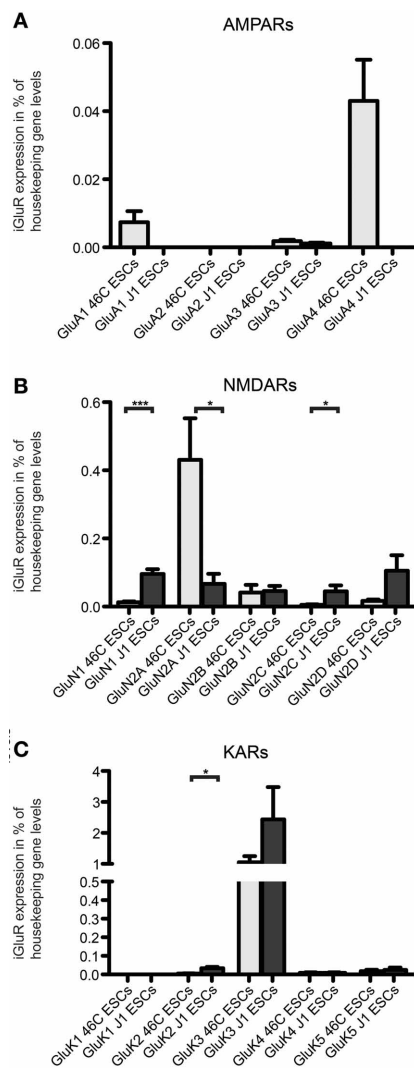 A
AMPARs
iGluR expression in % of
housekeeping gene levels
0.06
0.04
0.02
0.00
GluA1 46C ESCs
GluA1 J1 ESCs
GluA2 46C ESCs
GluA2 J1 ESCs
GluA3 46C ESCs
GluA3 J1 ESCs
GluA4 46C ESCs
GluA4 J1 ESCs
B
NMDARs
iGluR expression in % of
housekeeping gene levels
0.6
0.4
0.2
0.0
***
*
*
GluN1 46C ESCs
GluN1 J1 ESCs
GluN2A 46C ESCs
GluN2A J1 ESCs
GluN2B 46C ESCs
GluN2B J1 ESCs
GluN2C 46C ESCs
GluN2C J1 ESCs
GluN2D 46C ESCs
GluN2D J1 ESCs
C
KARs
iGluR expression in % of
housekeeping gene levels
4
3
2
1
0.5
0.4
0.3
0.2
0.1
0.0
*
GluK1 46C ESCs
GluK1 J1 ESCs
GluK2 46C ESCs
GluK2 J1 ESCs
GluK3 46C ESCs
GluK3 J1 ESCs
GluK4 46C ESCs
GluK4 J1 ESCs
GluK5 46C ESCs
GluK5 J1 ESCs